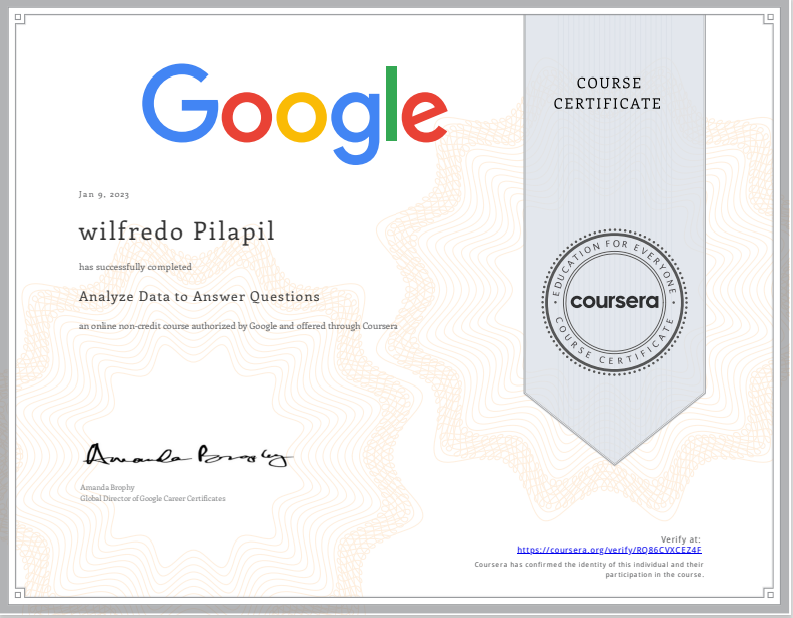 Google
COURSE
CERTIFICATE
Jan 9, 2023
wilfredo Pilapil
has successfully completed
Analyze Data to Answer Questions
an online non-credit course authorized by Google and offered through Coursera
EDUCATION FOR EVERYONE
coursera
COURSE CERTIFICATE
Amanda Brophy
Amanda Brophy
Global Director of Google Career Certificates
Verify at:
https://coursera.org/verify/RQ86CVXCEZ4F
Coursera has confirmed the identity of this individual and their
participation in the course.